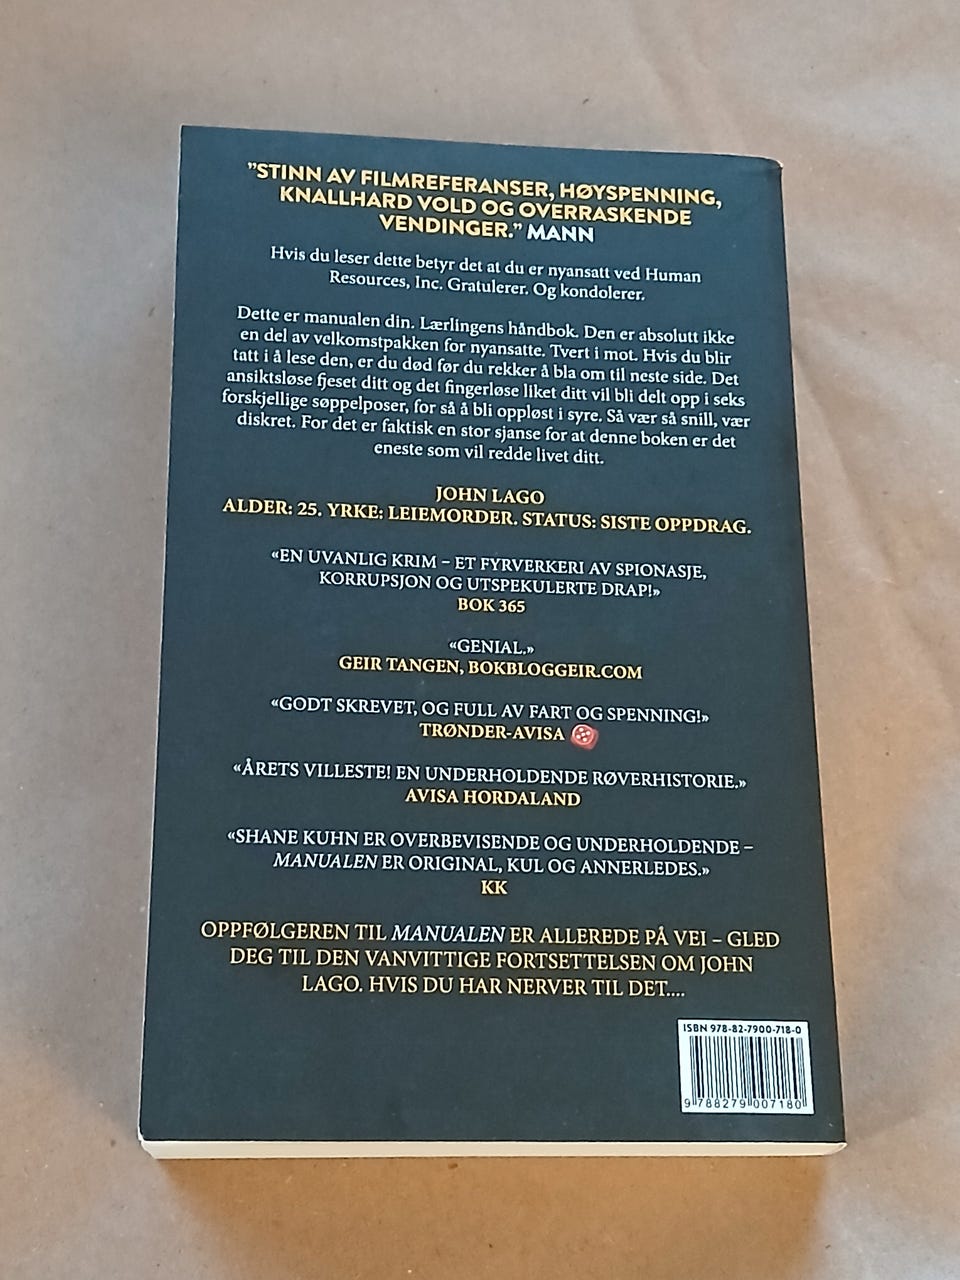 ”STINN AV FILMREFERANSER, HØYSPENNING,
KNALLHARD VOLD OG OVERRASKENDE
VENDINGER.” MANN
Hvis du leser dette betyr det at du er nyansatt ved Human
Resources, Inc. Gratulerer. Og kondolerer.
Dette er manualen din. Lærlingens håndbok. Den er absolutt ikke
en del av velkomstpakken for nyansatte. Tvert i mot. Hvis du blir
tatt i å lese den, er du død før du rekker å bla om til neste side. Det
ansiktsløse fjeset ditt og det fingerløse liket ditt vil bli delt opp i seks
forskjellige søppelposer, for så å bli oppløst i syre. Så vær så snill, vær
diskret. For det er faktisk en stor sjanse for at denne boken er det
eneste som vil redde livet ditt.
JOHN LAGO
ALDER: 25. YRKE: LEIEMORDER. STATUS: SISTE OPPDRAG.
«EN UVANLIG KRIM – ET FYRVERKERI AV SPIONASJE,
KORRUPSJON OG UTSPEKULERTE DRAP!»
BOK 365
«GENIAL.»
GEIR TANGEN, BOKBLOGGEIR.COM
«GODT SKREVET, OG FULL AV FART OG SPENNING!»
TRØNDER-AVISA
«ÅRETS VILLESTE! EN UNDERHOLDENDE RØVERHISTORIE.»
AVISA HORDALAND
«SHANE KUHN ER OVERBEVISENDE OG UNDERHOLDENDE –
MANUALEN ER ORIGINAL, KUL OG ANNERLEDES.»
KK
OPPFØLGEREN TIL MANUALEN ER ALLEREDE PÅ VEI – GLED
DEG TIL DEN VANVITTIGE FORTSETTELSEN OM JOHN
LAGO. HVIS DU HAR NERVER TIL DET....
ISBN 978-82-7900-718-0
9 788279 007180